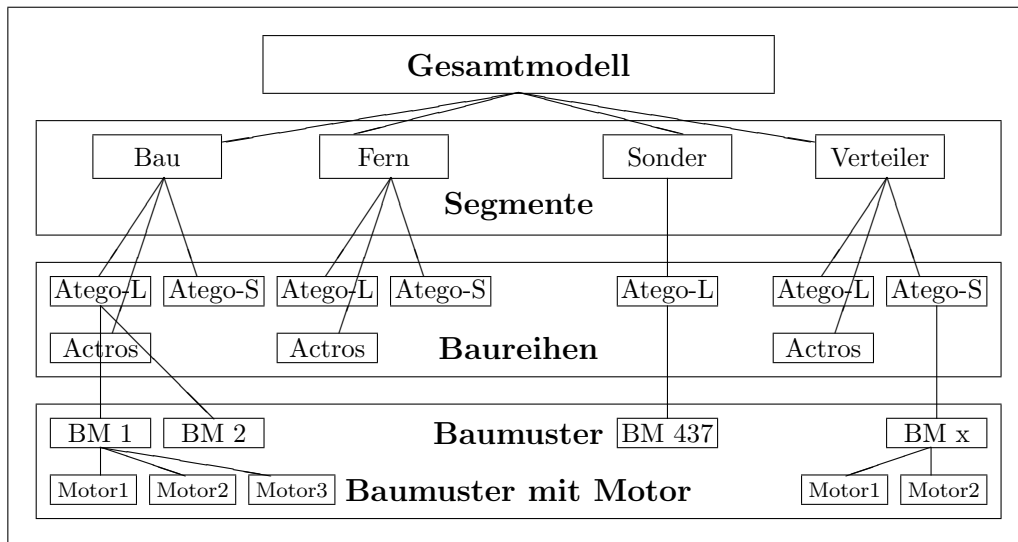 Gesamtmodell
Bau Fern Sonder Verteiler
Segmente
Atego-L Atego-S Atego-L Atego-S Atego-L Atego-L Atego-S
Actros Actros Baureihen Actros
BM 1 BM 2 Baumuster BM 437 BM x
Motor1 Motor2 Motor3 Baumuster mit Motor Motor1 Motor2